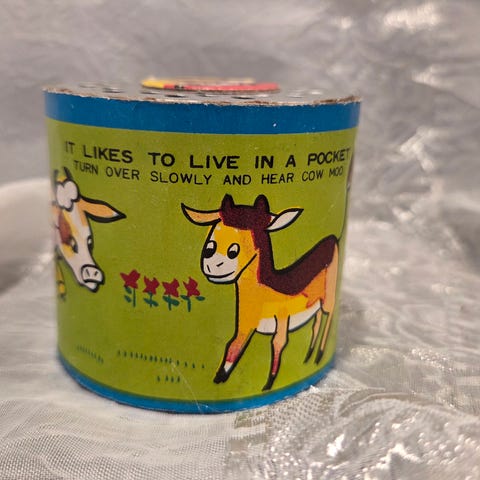 IT LIKES TO LIVE IN A POCKET
TURN OVER SLOWLY AND HEAR COW MOO.